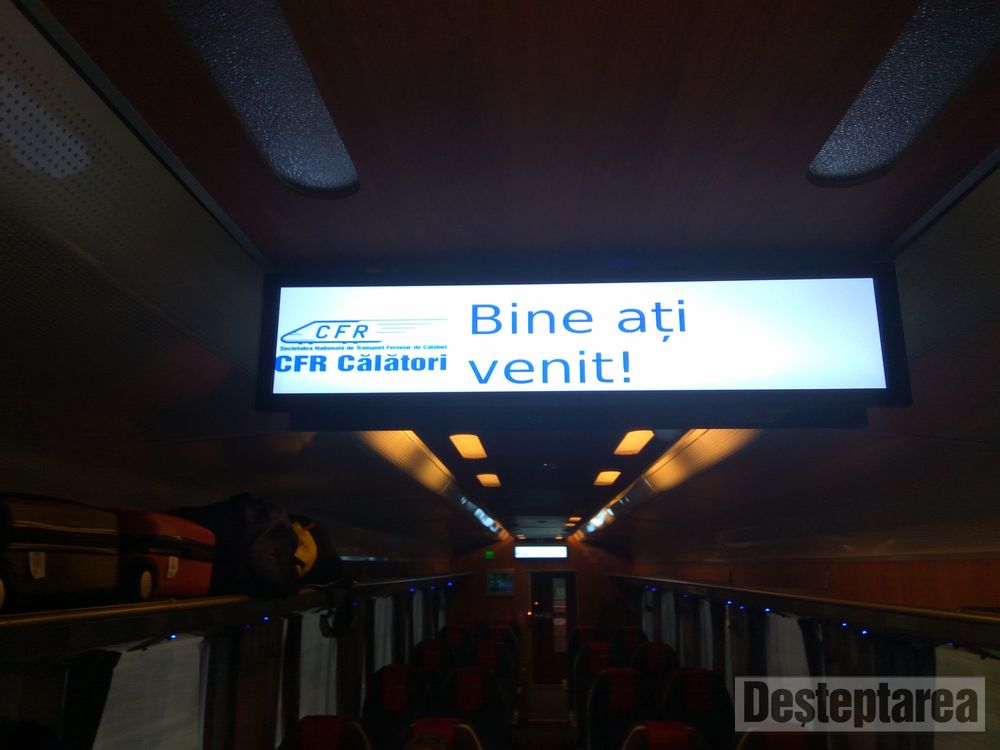 CFR
Societatea Națională de Transport Feroviar de Călători
CFR Călători
Bine ați
venit!
Deșteptarea